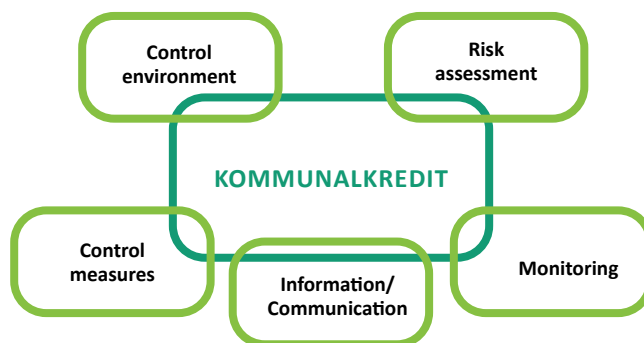 Control
environment
Risk
assessment
KOMMUNALKREDIT
Control
measures
Information/
Communication
Monitoring